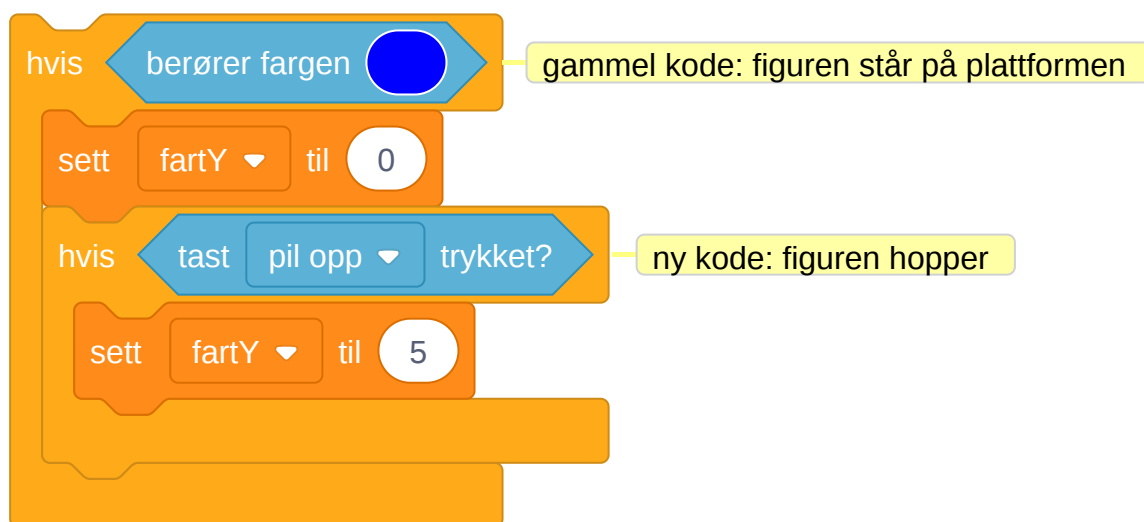 hvis berører fargen gammel kode: figuren står på plattformen
sett fartY til 0
hvis tast pil opp trykket? ny kode: figuren hopper
sett fartY til 5